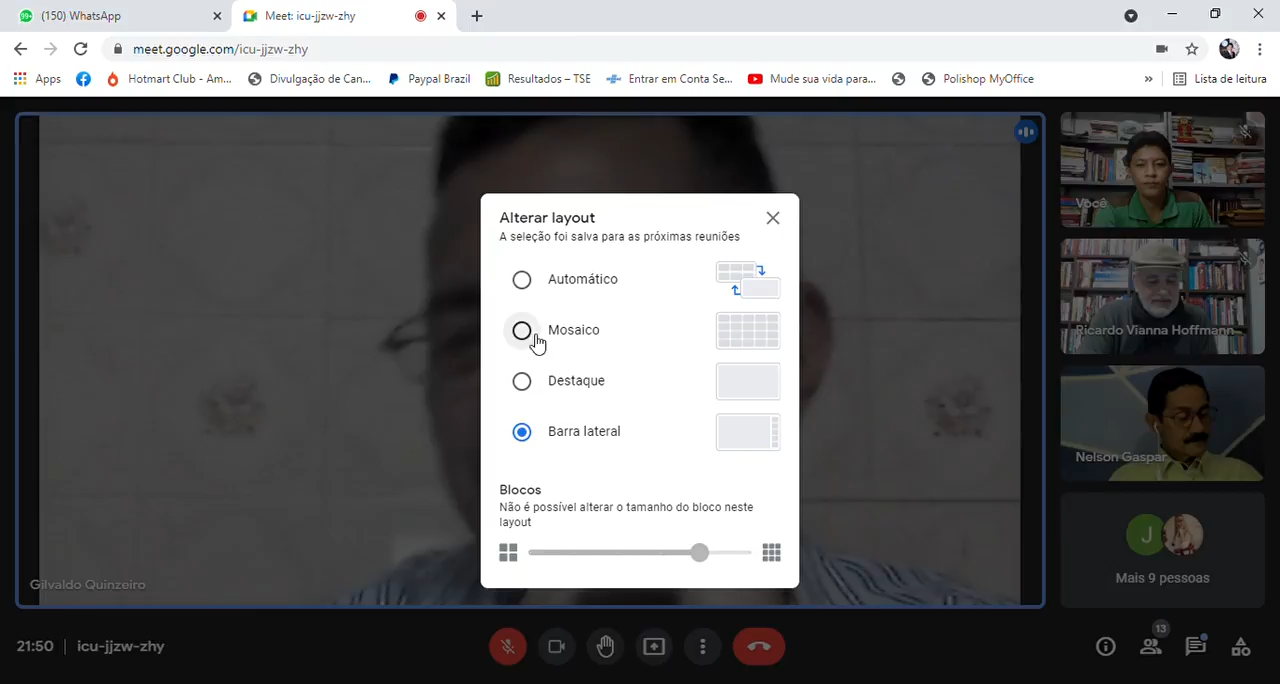 99+ (150) WhatsApp
Meet: icu-jjzw-zhy
meet.google.com/icu-jjzw-zhy
Apps
Hotmart Club - Am...
Divulgação de Can...
Paypal Brazil
Resultados – TSE
Entrar em Conta Se...
Mude sua vida para...
Polishop MyOffice
»
Lista de leitura
Alterar layout
A seleção foi salva para as próximas reuniões
Automático
Mosaico
Destaque
Barra lateral
Blocos
Não é possível alterar o tamanho do bloco neste
layout
Gilvaldo Quinzeiro
Você
Ricardo Vianna Hoffmann
Nelson Gaspar
J
Mais 9 pessoas
21:50 | icu-jjzw-zhy
13